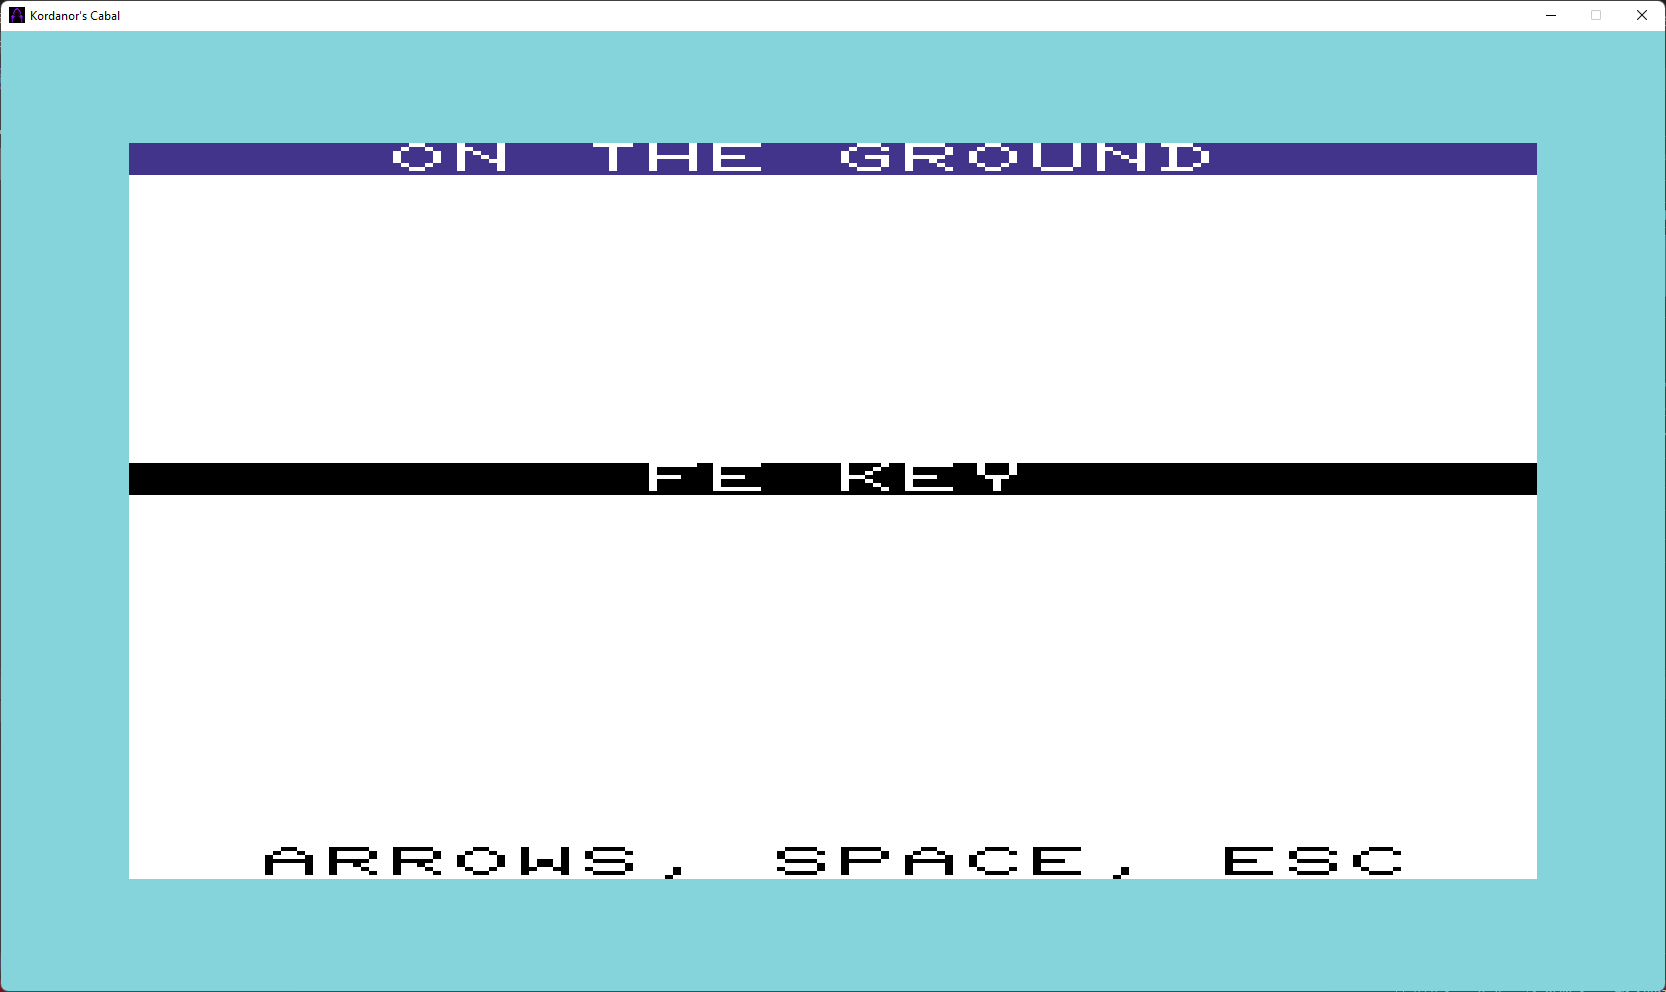 Kordanor's Cabal
ON THE GROUND
FE KEY
ARROWS, SPACE, ESC